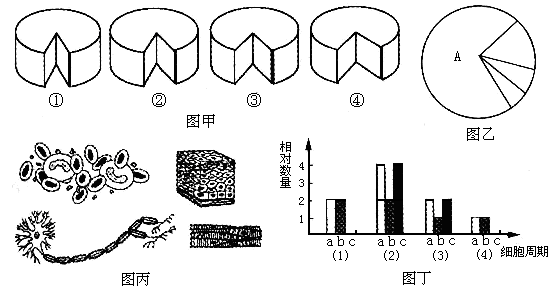 ① ② ③ ④
图甲
A
图乙
图丙
相对数量
4
3
2
1
a b c a b c a b c a b c
(1) (2) (3) (4) 细胞周期
图丁